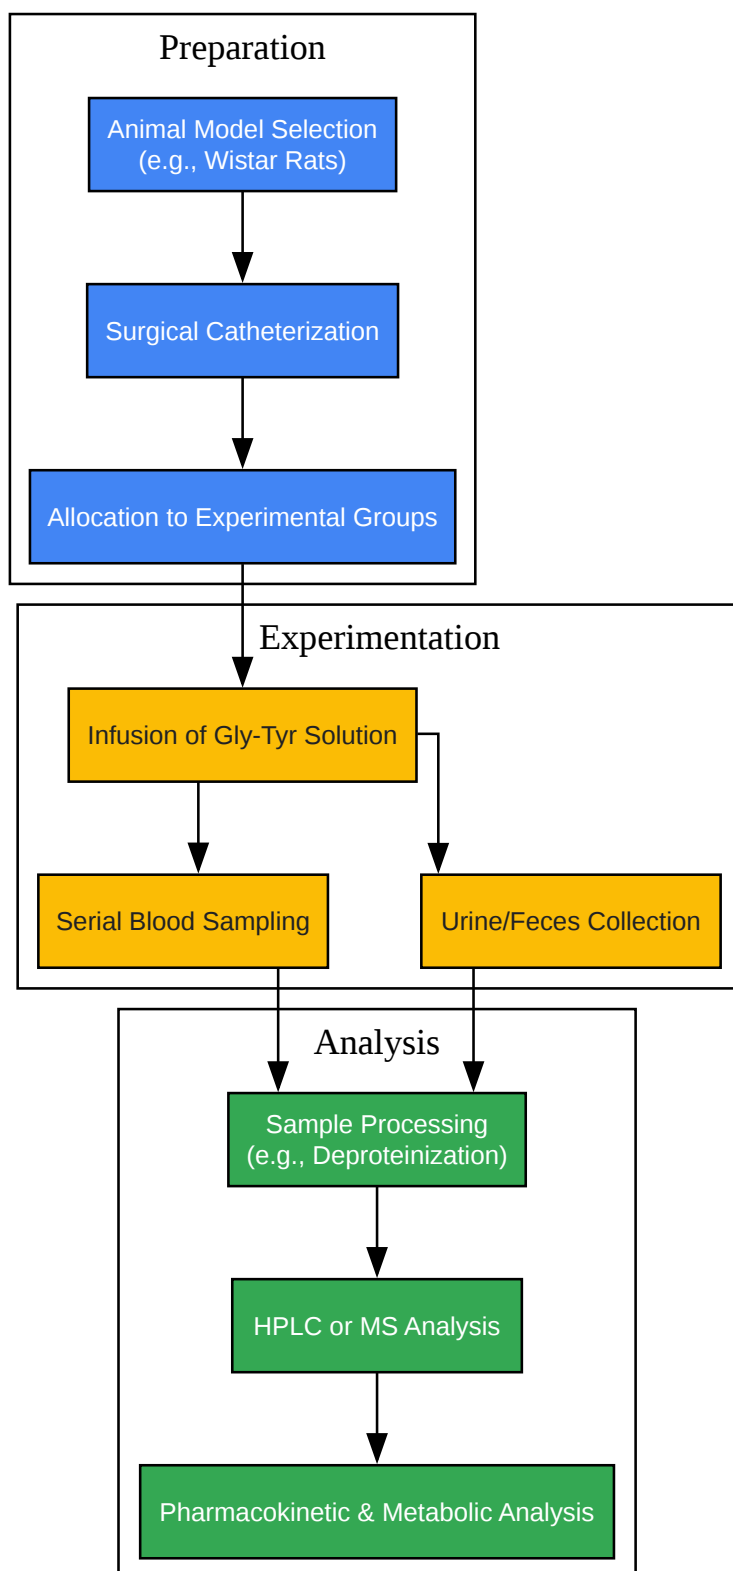 Preparation
Animal Model Selection
(e.g., Wistar Rats)
Surgical Catheterization
Allocation to Experimental Groups
Experimentation
Infusion of Gly-Tyr Solution
Serial Blood Sampling
Urine/Feces Collection
Analysis
Sample Processing
(e.g., Deproteinization)
HPLC or MS Analysis
Pharmacokinetic & Metabolic Analysis